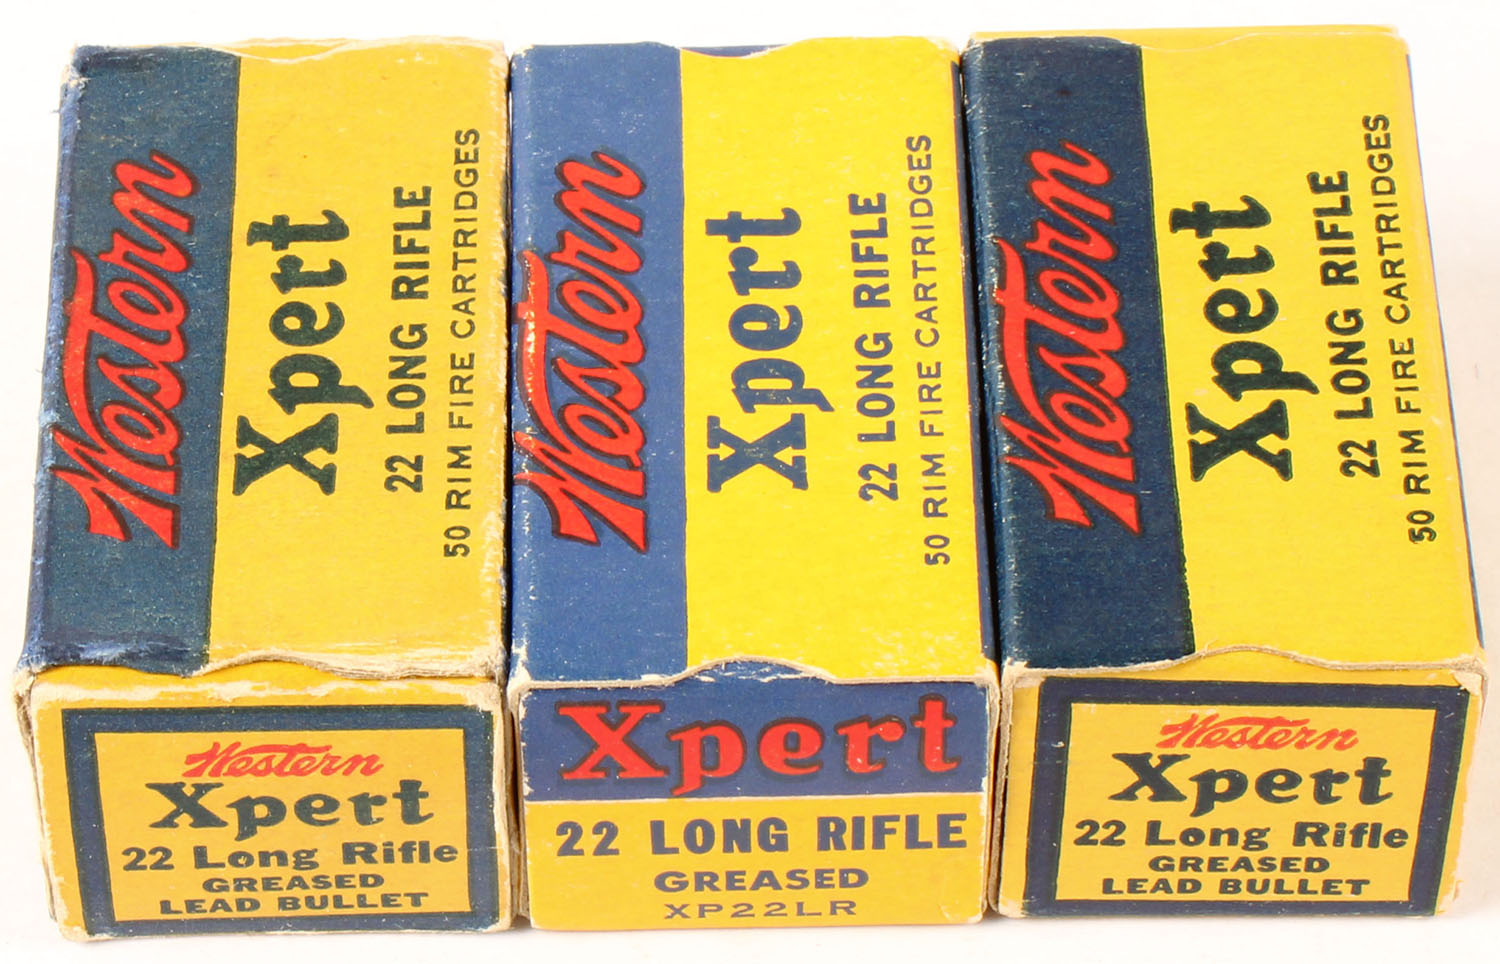 Western
Xpert
22 LONG RIFLE
50 RIM FIRE CARTRIDGES
Western
Xpert
22 Long Rifle
GREASED
LEAD BULLET
Western
Xpert
22 LONG RIFLE
50 RIM FIRE CARTRIDGES
Xpert
22 LONG RIFLE
GREASED
XP22LR
Western
Xpert
22 LONG RIFLE
50 RIM FIRE CARTRIDGES
Western
Xpert
22 Long Rifle
GREASED
LEAD BULLET